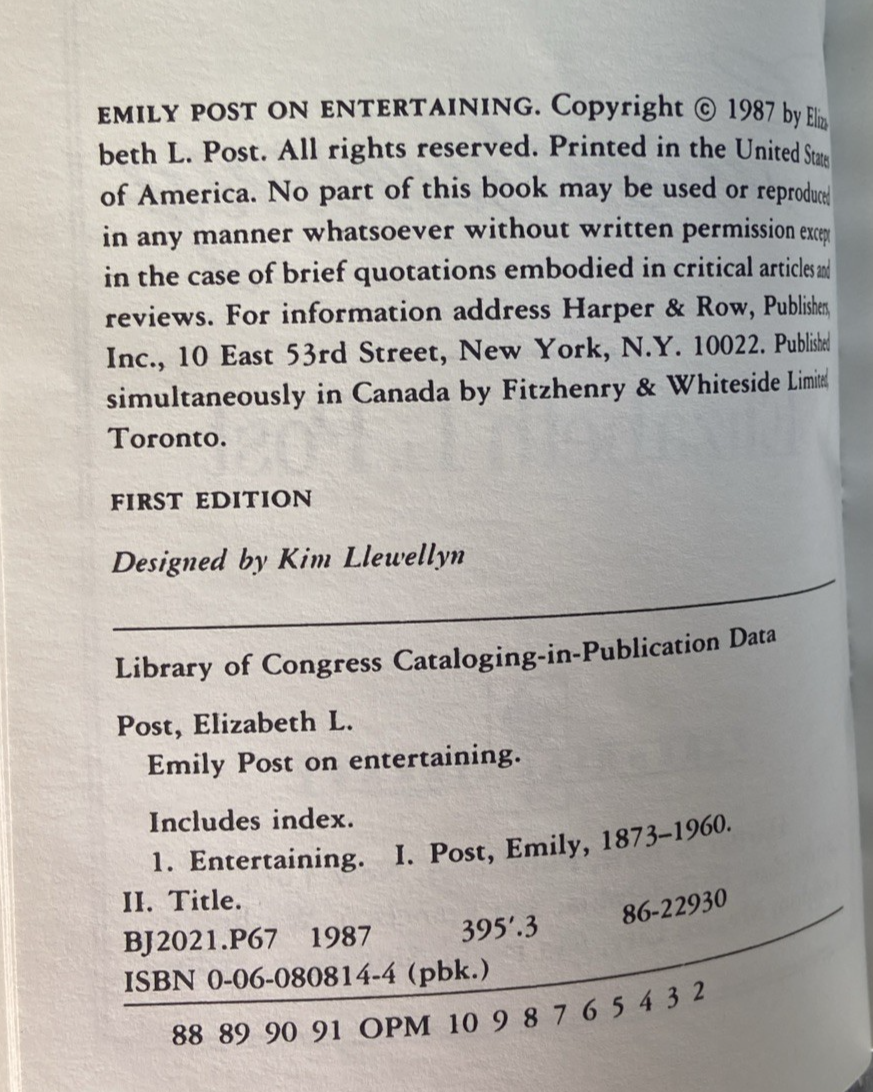 EMILY POST ON ENTERTAINING. Copyright © 1987 by Eliza-
beth L. Post. All rights reserved. Printed in the United States
of America. No part of this book may be used or reproduced
in any manner whatsoever without written permission except
in the case of brief quotations embodied in critical articles and
reviews. For information address Harper & Row, Publishers,
Inc., 10 East 53rd Street, New York, N.Y. 10022. Published
simultaneously in Canada by Fitzhenry & Whiteside Limited,
Toronto.
FIRST EDITION
Designed by Kim Llewellyn
Library of Congress Cataloging-in-Publication Data
Post, Elizabeth L.
Emily Post on entertaining.
Includes index.
1. Entertaining. I. Post, Emily, 1873–1960.
II. Title.
BJ2021.P67 1987 395′.3 86-22930
ISBN 0-06-080814-4 (pbk.)
88 89 90 91 OPM 10 9 8 7 6 5 4 3 2